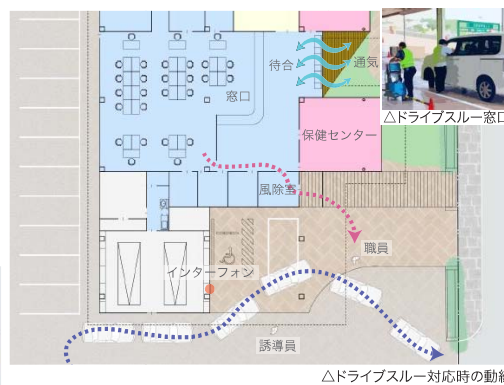 待合
通気
窓口
△ドライブスルー窓口
保健センター
風除室
職員
インターフォン
誘導員
△ドライブスルー対応時の動線